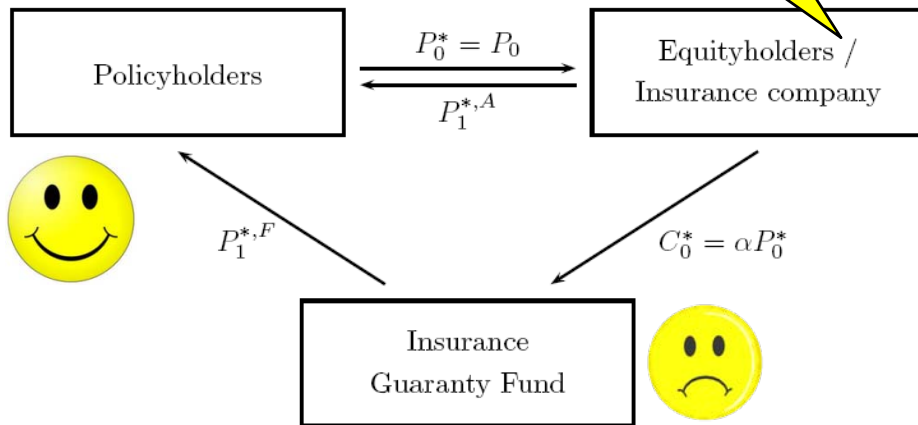 Policyholders
$P_0^* = P_0$
$P_1^{*,A}$
Equityholders /
Insurance company
$P_1^{*,F}$
$C_0^* = \alpha P_0^*$
Insurance
Guaranty Fund